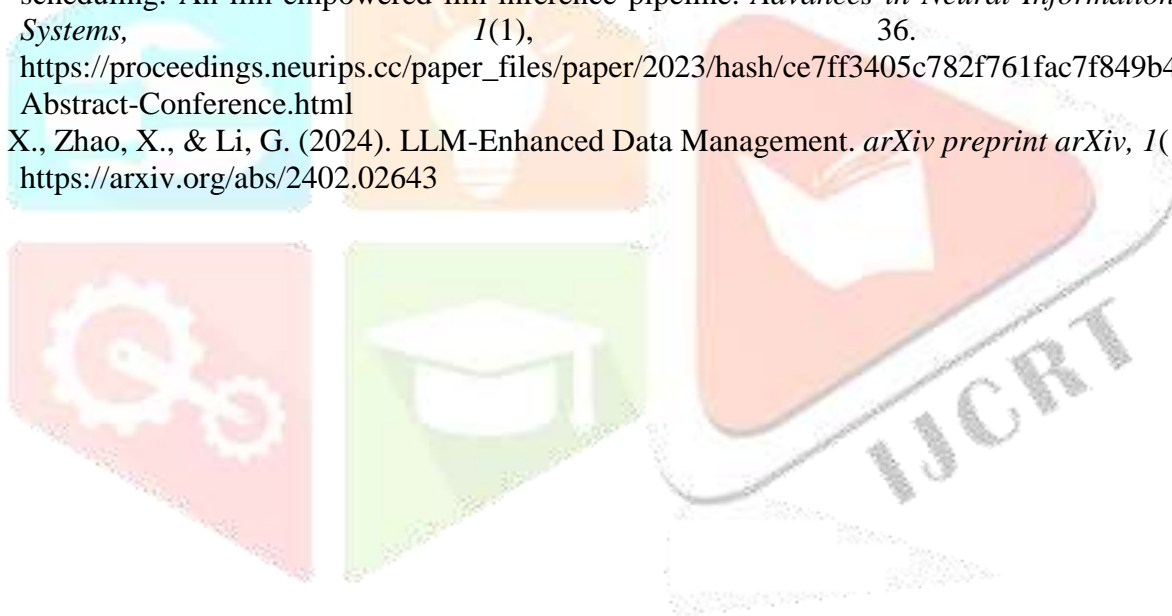 scheduling: An llm-empowered llm inference pipeline. Advances in Neural Information
Systems, 1(1), 36.
https://proceedings.neurips.cc/paper_files/paper/2023/hash/ce7ff3405c782f761fac7f849b4
Abstract-Conference.html
X., Zhao, X., & Li, G. (2024). LLM-Enhanced Data Management. arXiv preprint arXiv, 1(
https://arxiv.org/abs/2402.02643
IJCRT